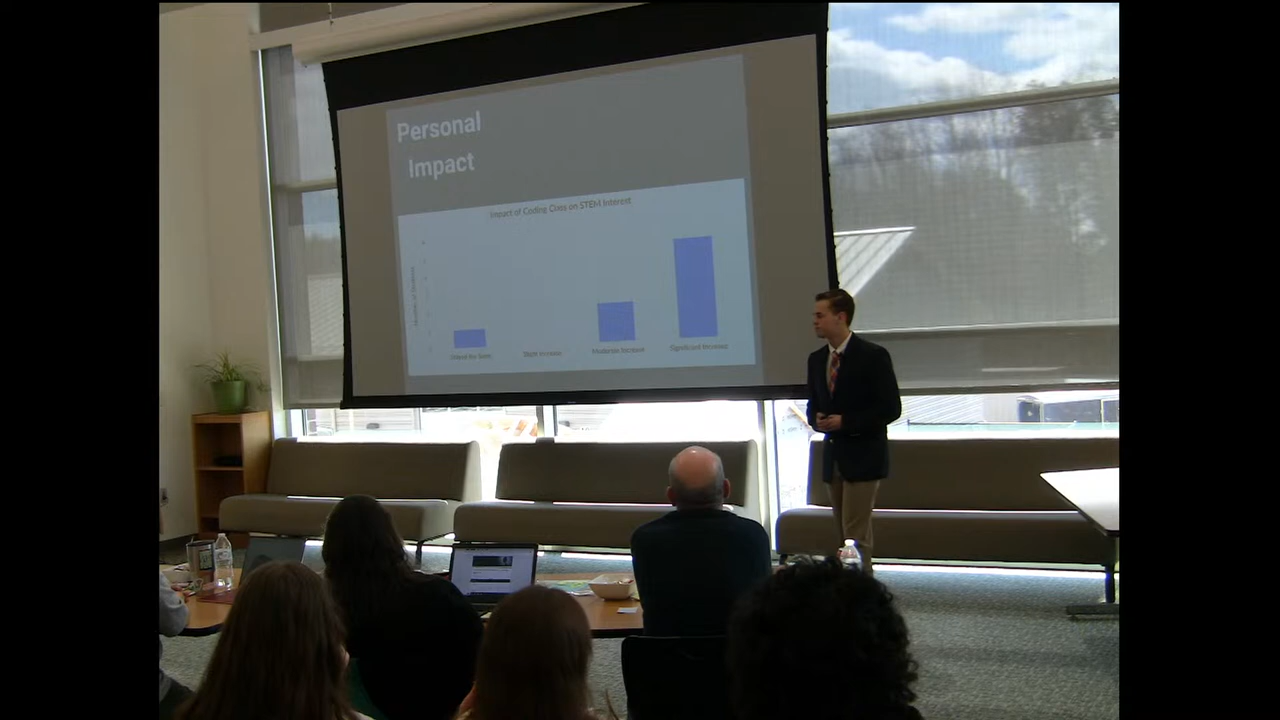 Personal
Impact
Impact of Coding Class on STEM Interest
Slight Increase
Moderate Increase
Significant Increase